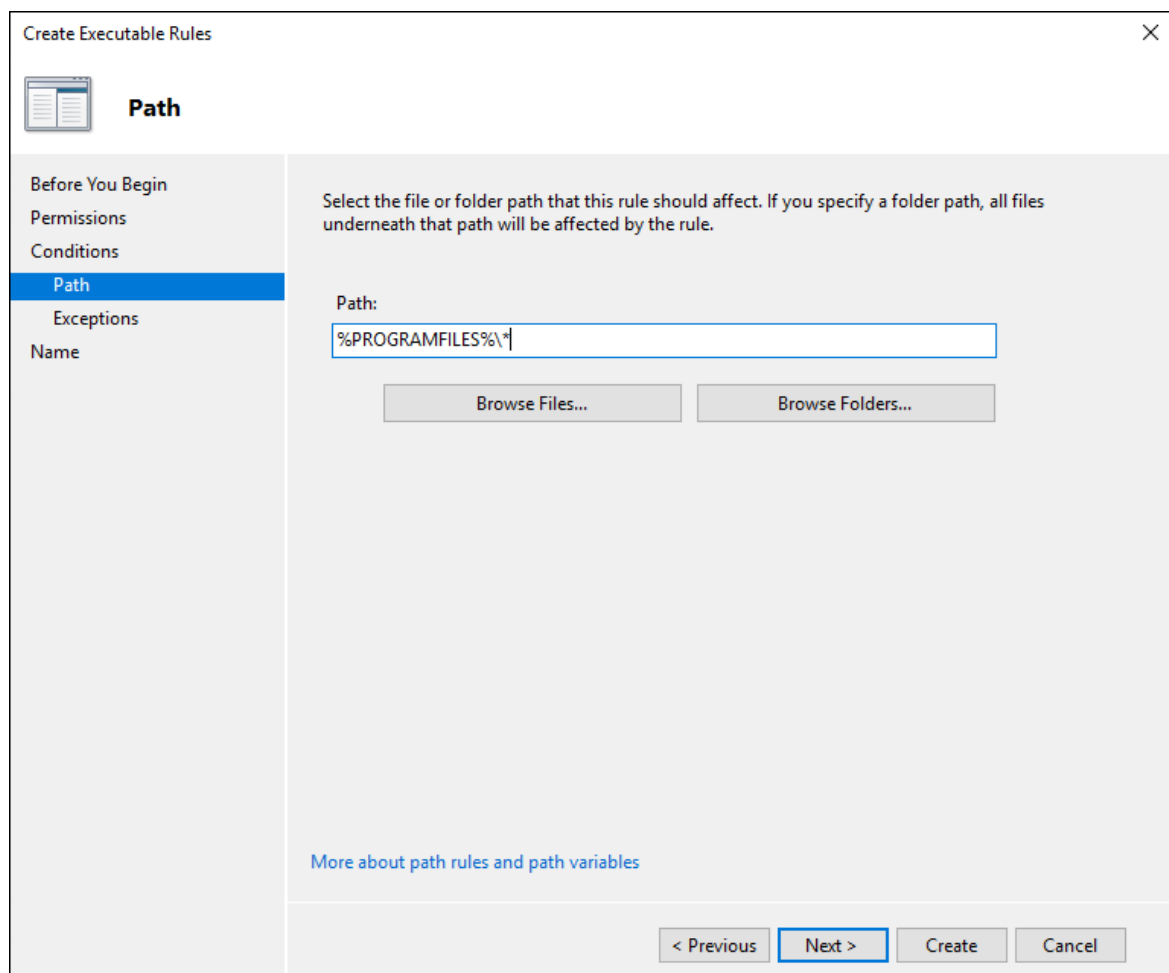 Create Executable Rules
Path
Before You Begin
Permissions
Conditions
Path
Exceptions
Name
Select the file or folder path that this rule should affect. If you specify a folder path, all files
underneath that path will be affected by the rule.
Path:
%PROGRAMFILES%\*
Browse Files...
Browse Folders...
More about path rules and path variables
< Previous
Next >
Create
Cancel